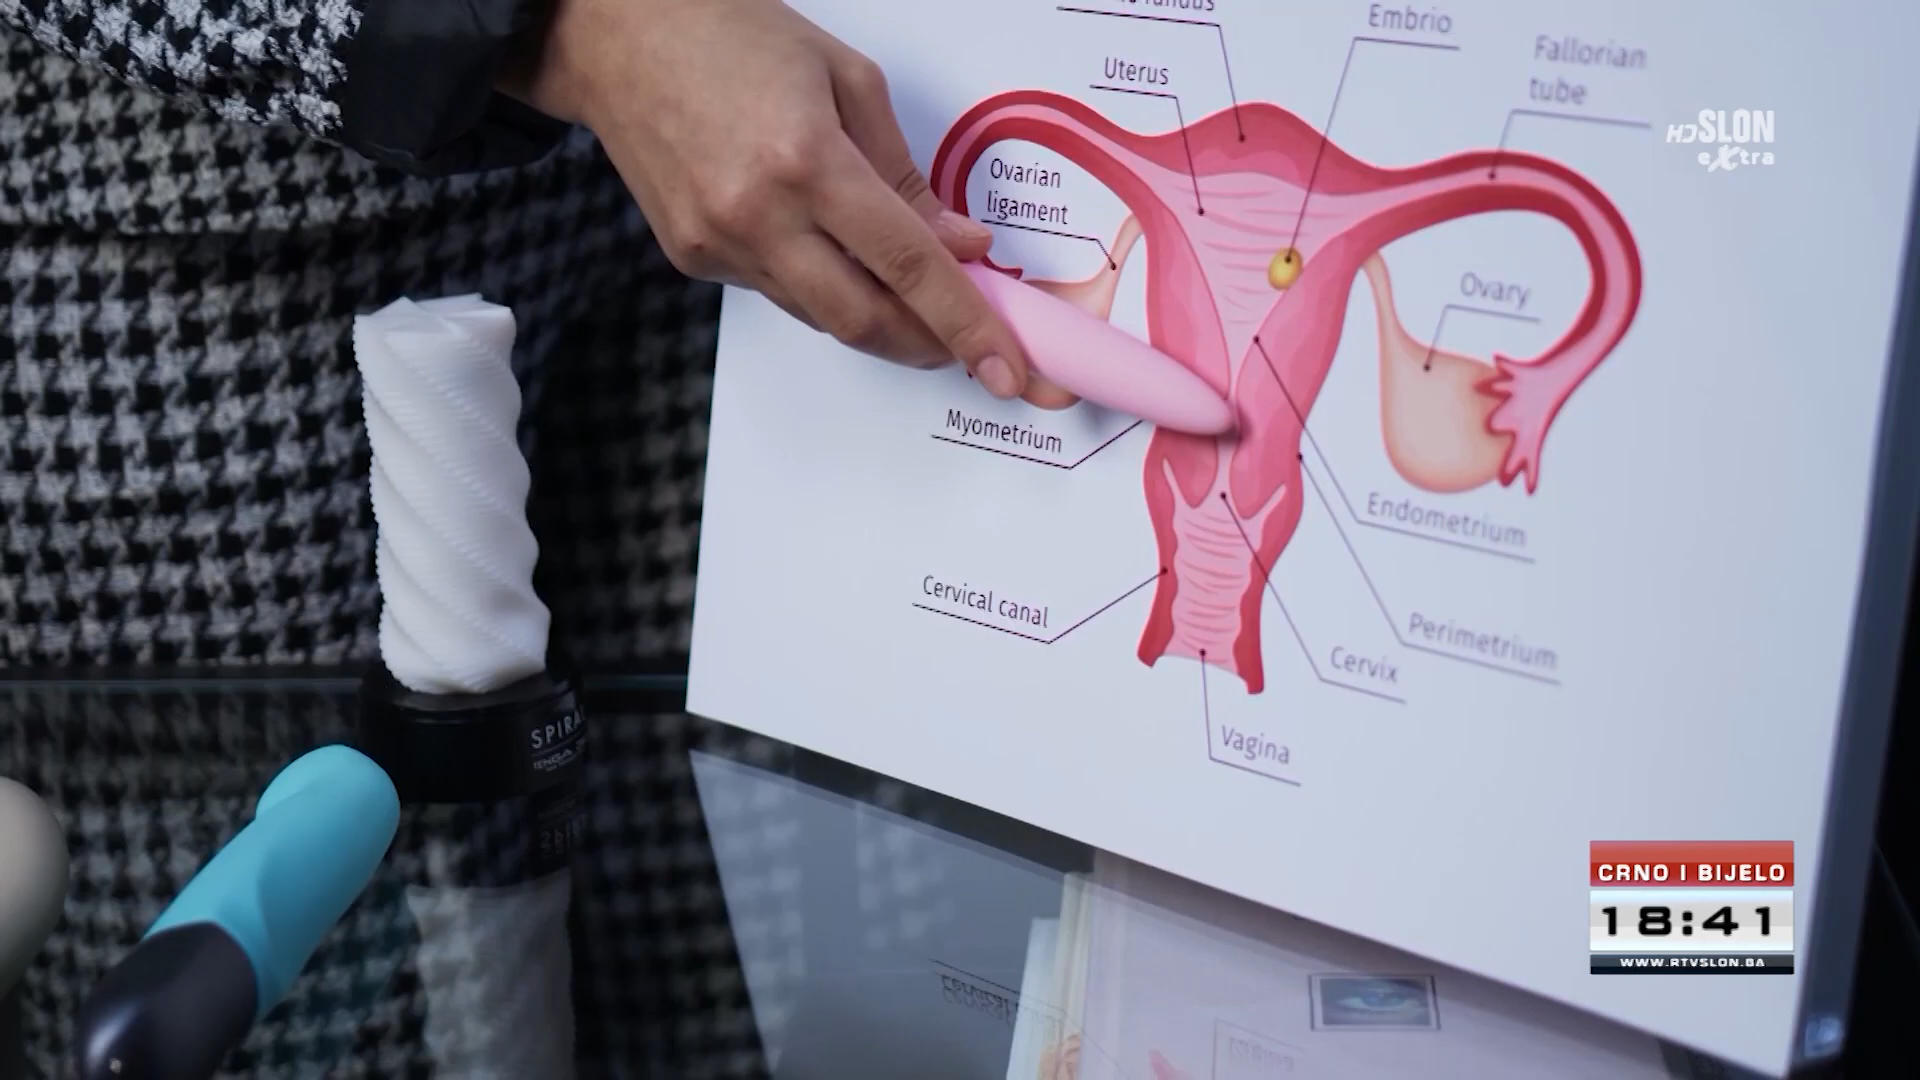 fundus
Embrio
Uterus
Fallorian
tube
HD SLON
extra
Ovarian
ligament
Ovary
Myometrium
Endometrium
Cervical canal
Perimetrium
Cervix
Vagina
SPIRAL
CRNO I BIJELO
18:41
WWW.RTVSLON.BA